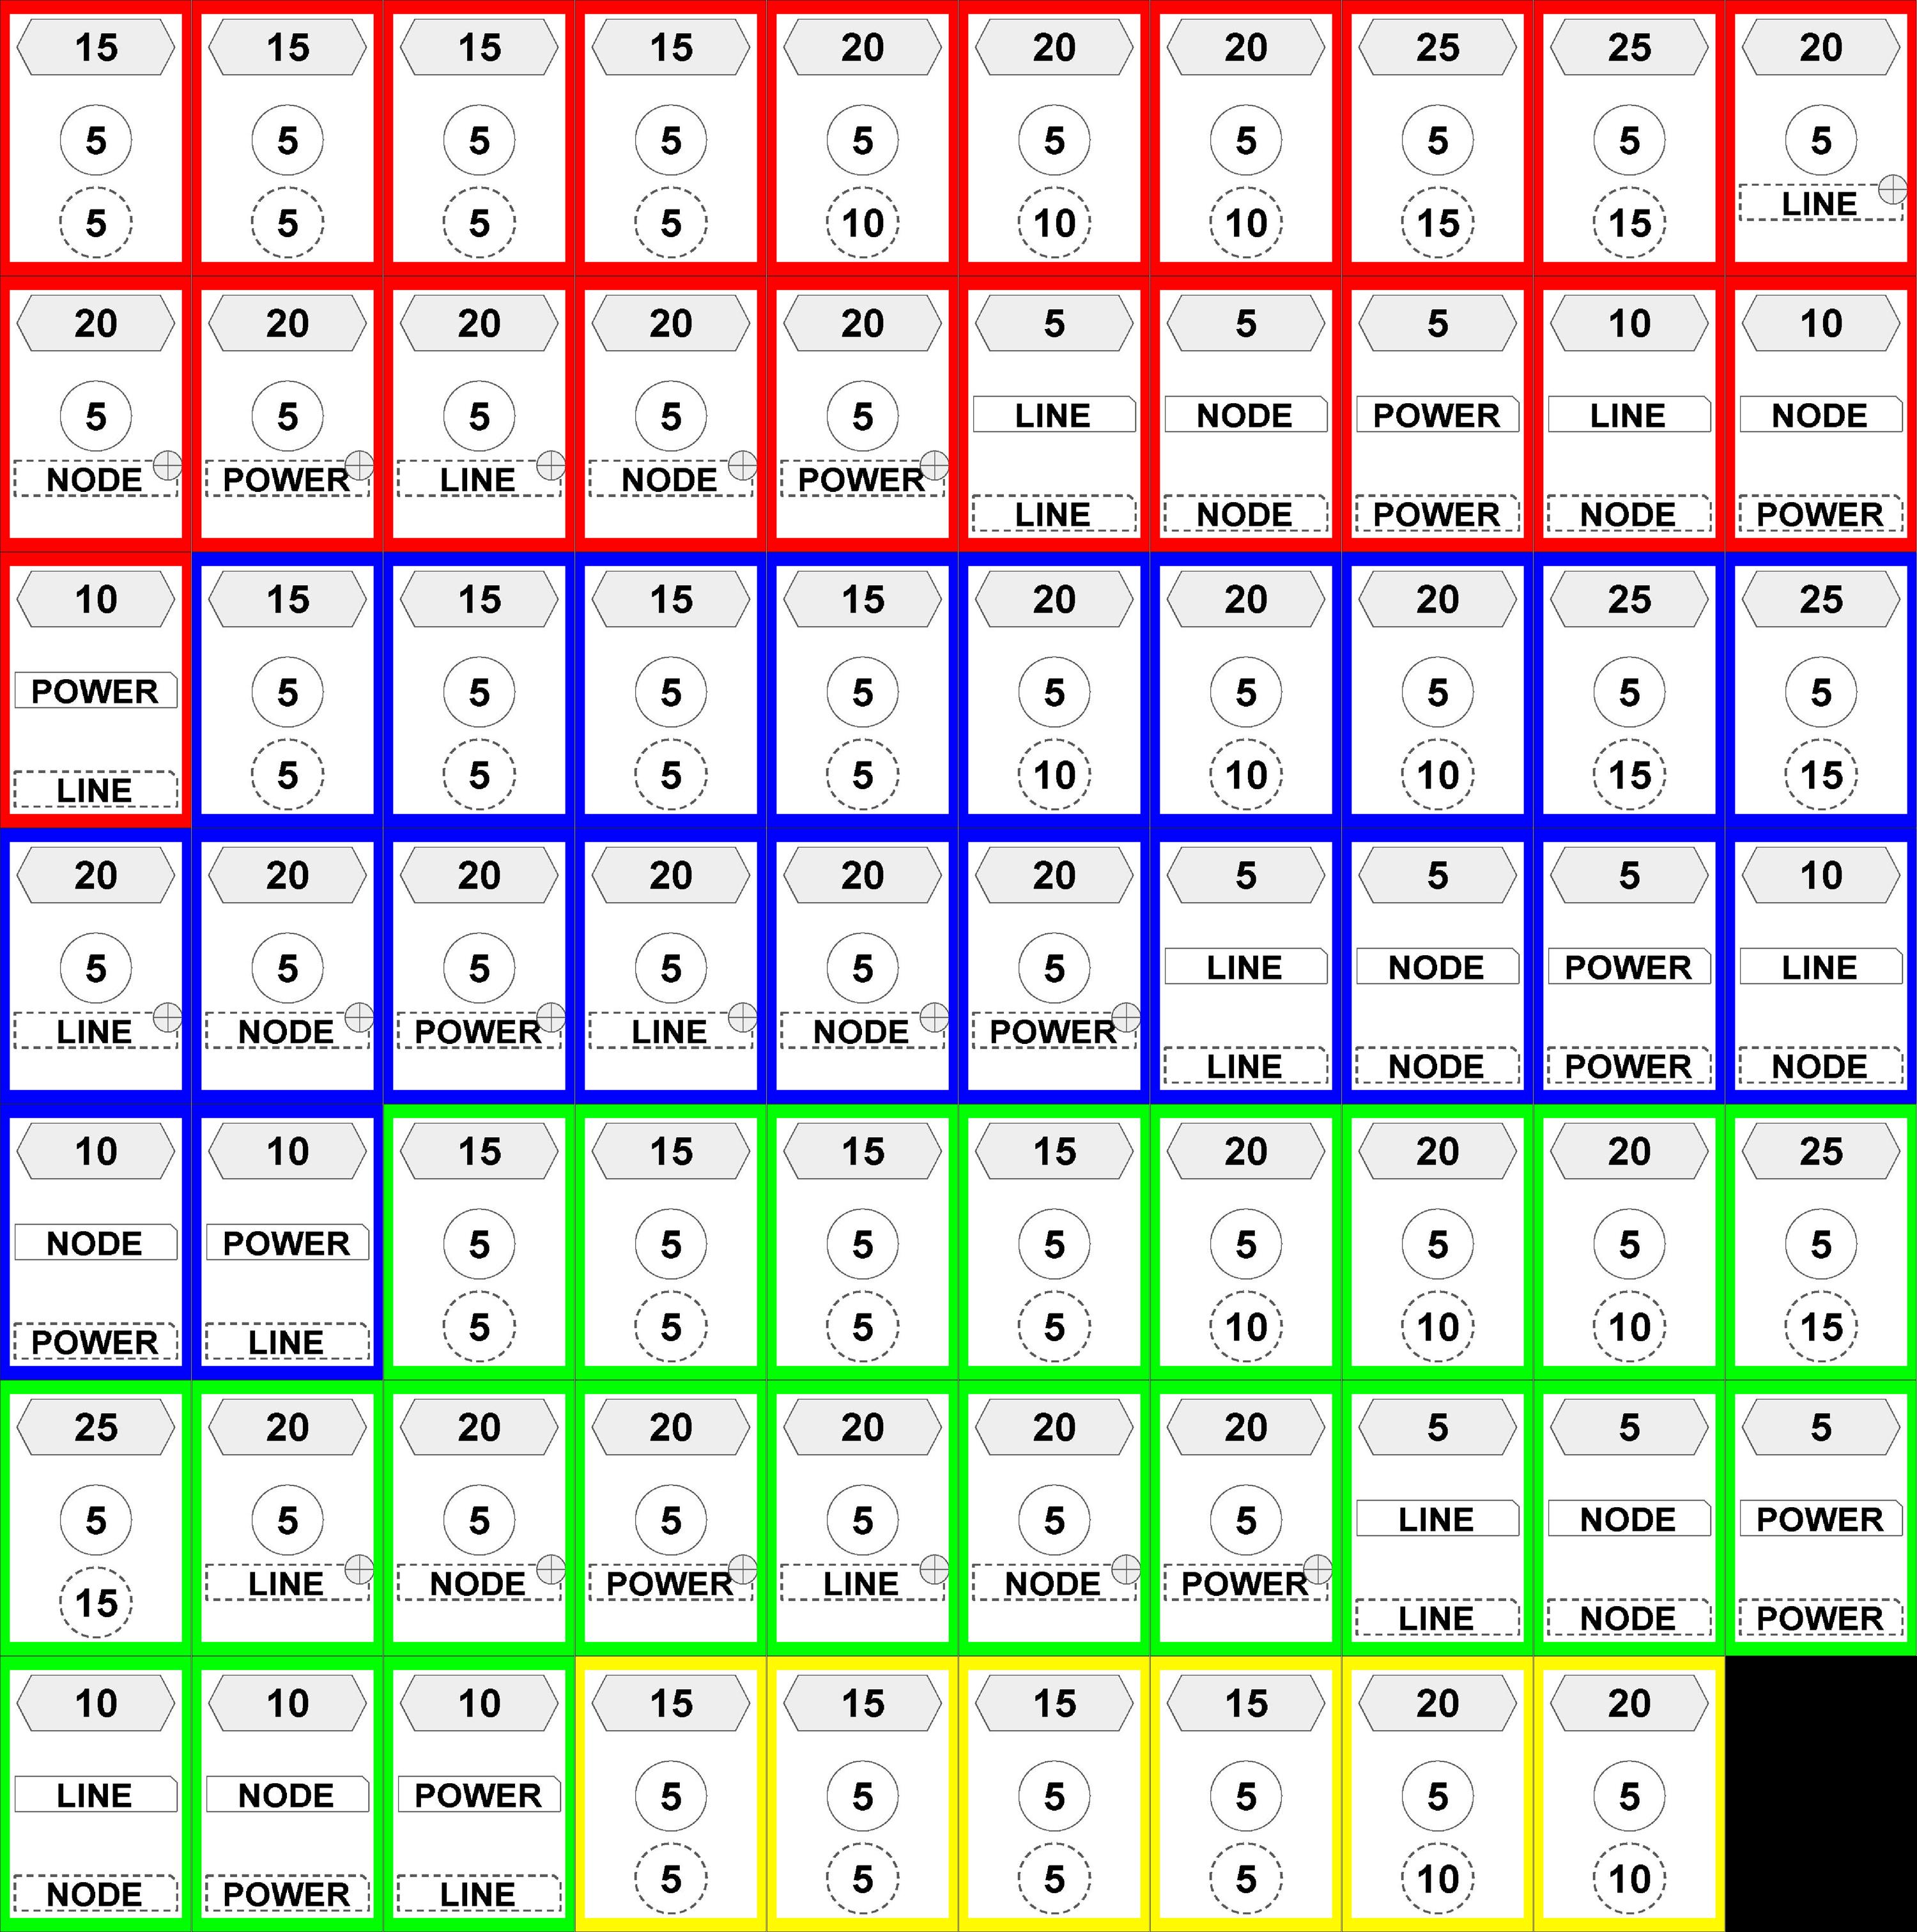 15 15 15 15 20 20 20 25 25 20
5 5 5 5 5 5 5 5 5 5
5 5 5 5 10 10 10 15 15 LINE
20 20 20 20 20 5 5 5 10 10
5 5 5 5 5 LINE NODE POWER LINE NODE
NODE POWER LINE NODE POWER LINE NODE POWER NODE POWER
10 15 15 15 15 20 20 20 25 25
POWER 5 5 5 5 5 5 5 5 5
LINE 5 5 5 5 10 10 10 15 15
20 20 20 20 20 20 5 5 5 10
5 5 5 5 5 5 LINE NODE POWER LINE
LINE NODE POWER LINE NODE POWER LINE NODE POWER NODE
10 10 15 15 15 15 20 20 20 25
NODE POWER 5 5 5 5 5 5 5 5
POWER LINE 5 5 5 5 10 10 10 15
25 20 20 20 20 20 20 5 5 5
5 5 5 5 5 5 5 LINE NODE POWER
15 LINE NODE POWER LINE NODE POWER LINE NODE POWER
10 10 10 15 15 15 15 20 20
LINE NODE POWER 5 5 5 5 5 5
NODE POWER LINE 5 5 5 5 10 10